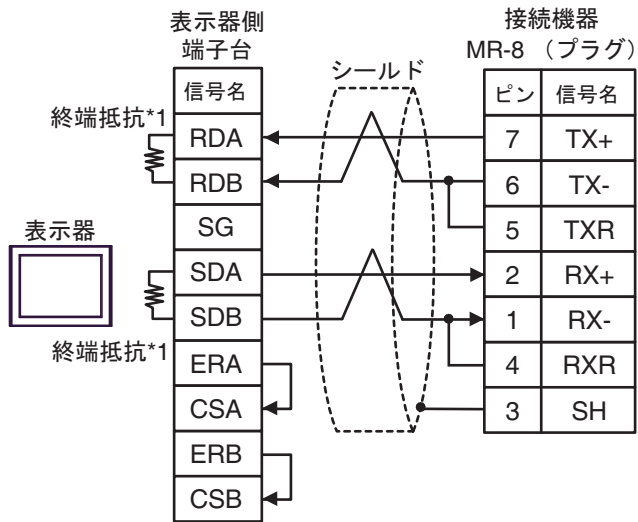 表示器側
端子台
接続機器
MR-8 （プラグ）
シールド
終端抵抗*1
表示器
終端抵抗*1
信号名
RDA
RDB
SG
SDA
SDB
ERA
CSA
ERB
CSB
ピン 信号名
7 TX+
6 TX-
5 TXR
2 RX+
1 RX-
4 RXR
3 SH